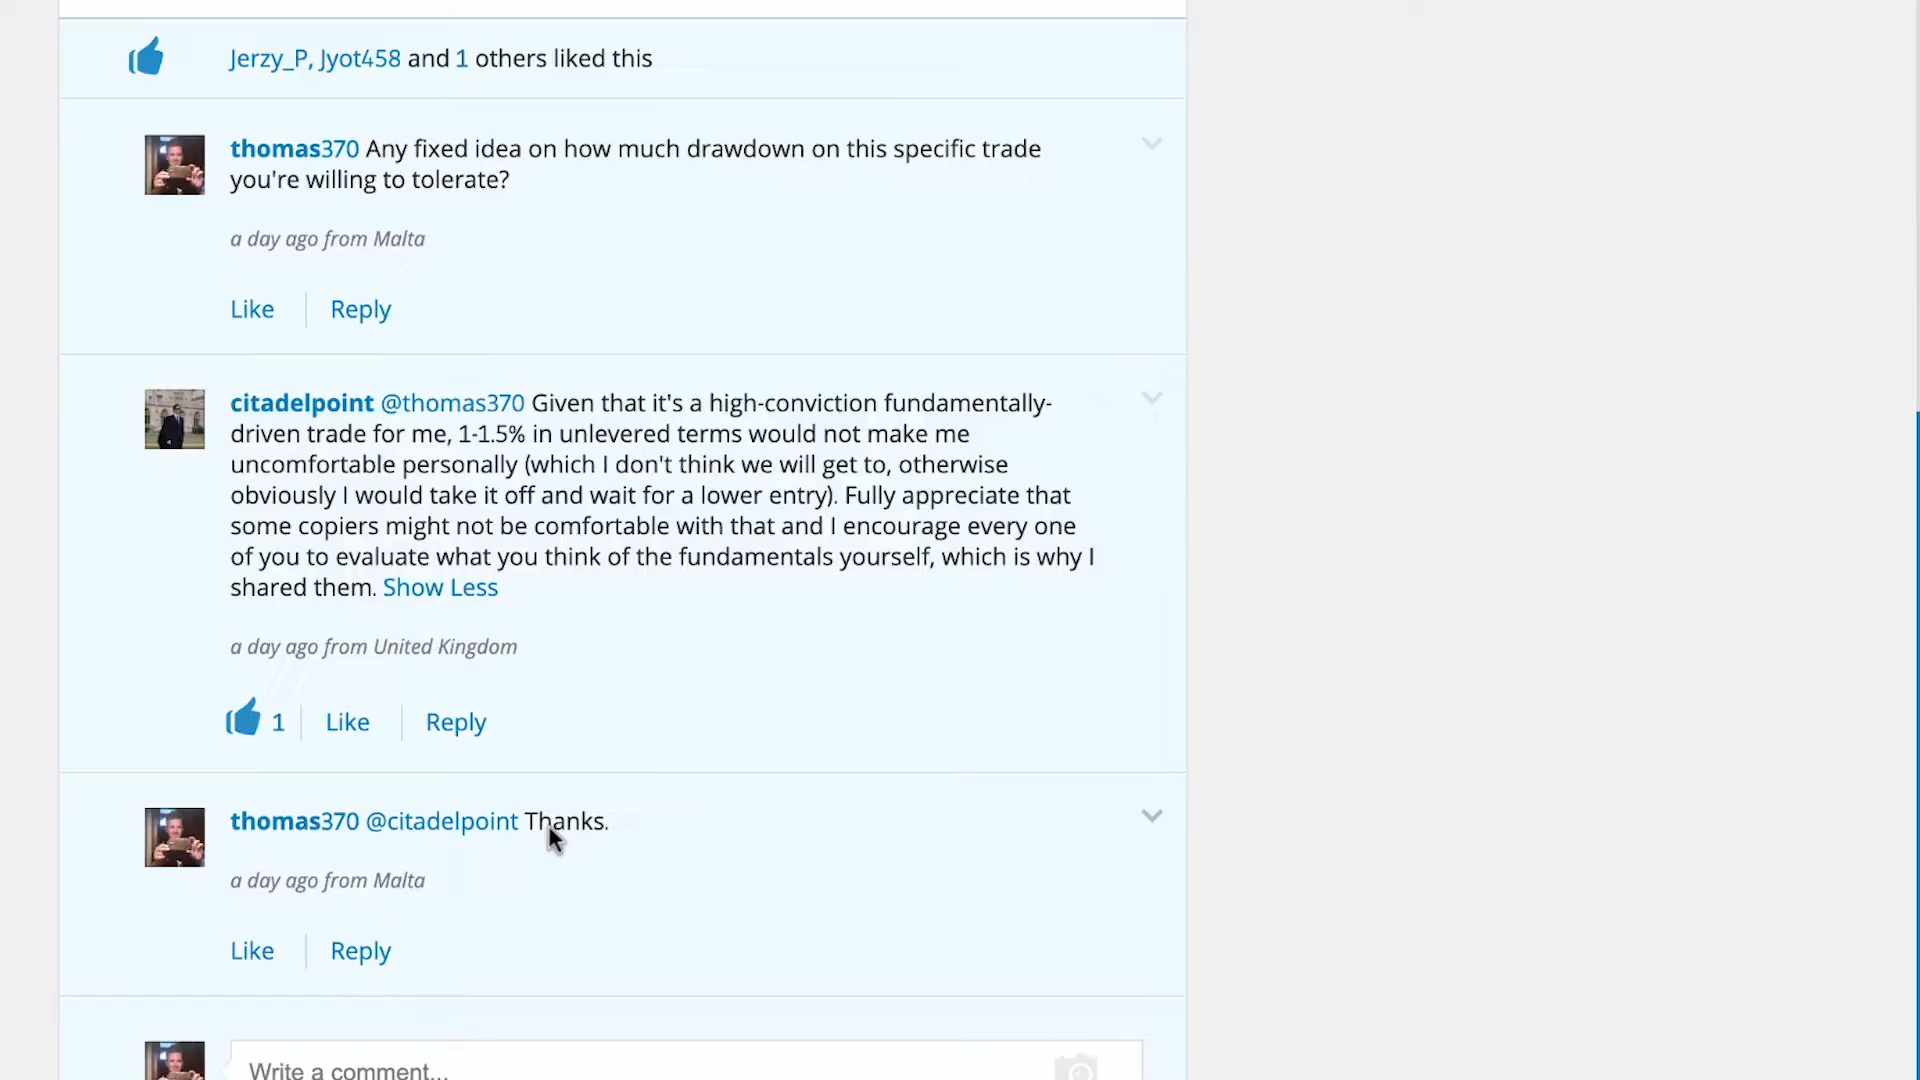 Jerzy_P, Jyot458 and 1 others liked this
thomas370 Any fixed idea on how much drawdown on this specific trade
you're willing to tolerate?
a day ago from Malta
Like Reply
citadelpoint @thomas370 Given that it's a high-conviction fundamentally-
driven trade for me, 1-1.5% in unlevered terms would not make me
uncomfortable personally (which I don't think we will get to, otherwise
obviously I would take it off and wait for a lower entry). Fully appreciate that
some copiers might not be comfortable with that and I encourage every one
of you to evaluate what you think of the fundamentals yourself, which is why I
shared them. Show Less
a day ago from United Kingdom
1 Like Reply
thomas370 @citadelpoint Thanks.
a day ago from Malta
Like Reply
Write a comment...